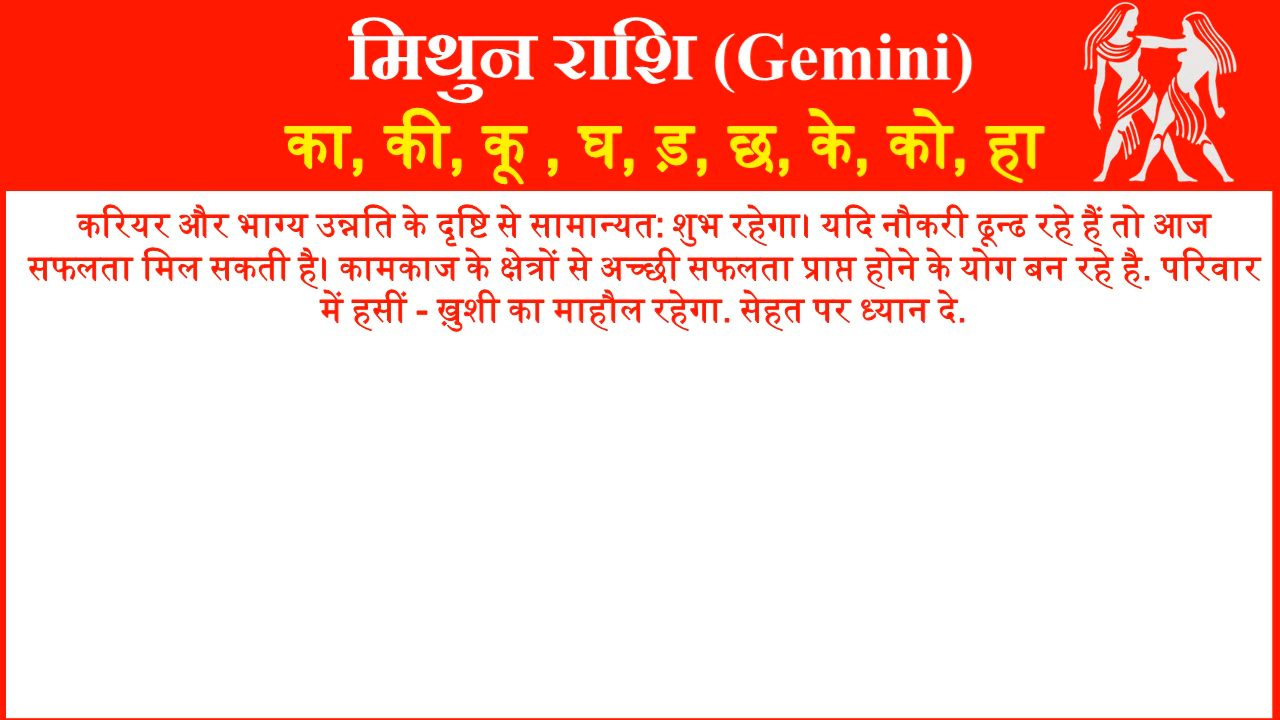 मिथुन राशि (Gemini)
का, की, कू , घ, ड़, छ, के, को, हा
करियर और भाग्य उन्नति के दृष्टि से सामान्यत: शुभ रहेगा। यदि नौकरी ढून्ढ रहे हैं तो आज
सफलता मिल सकती है। कामकाज के क्षेत्रों से अच्छी सफलता प्राप्त होने के योग बन रहे है. परिवार
में हसीं - ख़ुशी का माहौल रहेगा. सेहत पर ध्यान दे.